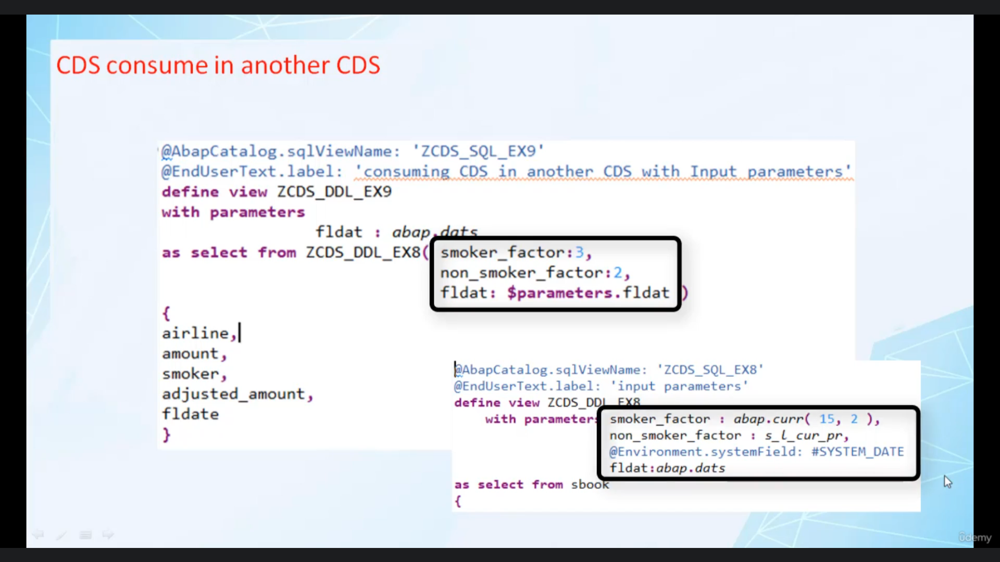 CDS consume in another CDS
@AbapCatalog.sqlViewName: 'ZCDS_SQL_EX9'
@EndUserText.label: 'consuming CDS in another CDS with Input parameters'
define view ZCDS_DDL_EX9
with parameters
fldat : abap.dats
as select from ZCDS_DDL_EX8( smoker_factor:3,
non_smoker_factor:2,
fldat: $parameters.fldat )
{
airline,
amount,
smoker,
adjusted_amount,
fldate
}
@AbapCatalog.sqlViewName: 'ZCDS_SQL_EX8'
@EndUserText.label: 'input parameters'
define view ZCDS_DDL_EX8
with parameters smoker_factor : abap.curr( 15, 2 ),
non_smoker_factor : s_l_cur_pr,
@Environment.systemField: #SYSTEM_DATE
fldat:abap.dats
as select from sbook
{
udemy